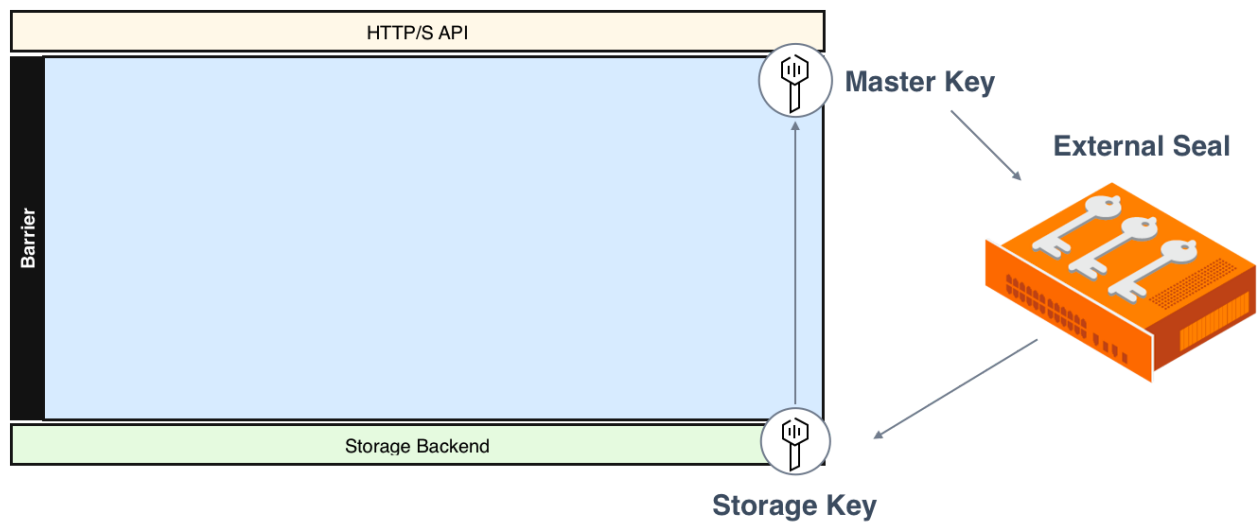 HTTP/S API
Master Key
External Seal
Barrier
Storage Backend
Storage Key